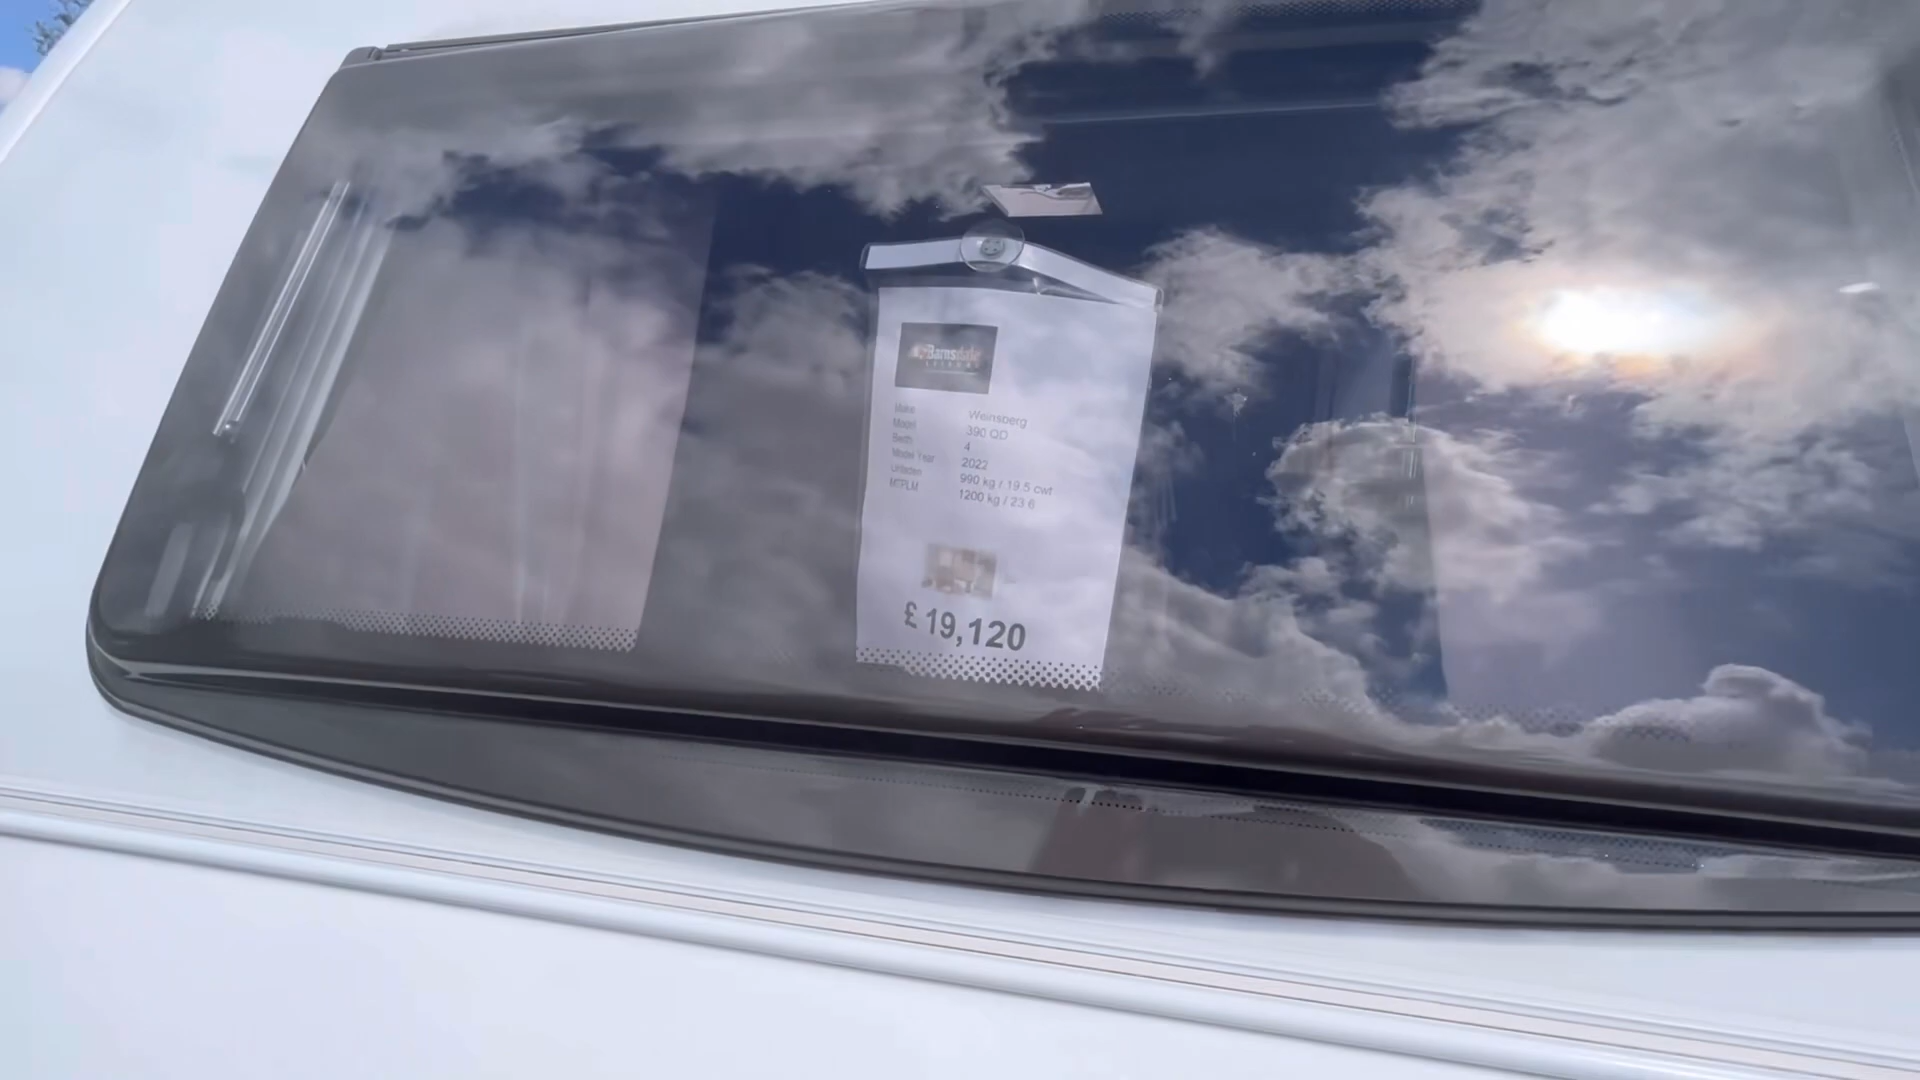 Barnsdale
LEISURE
Make Weinsberg
Model 390 QD
Berth 4
Model Year 2022
Unladen 990 kg / 19.5 cwt
MTPLM 1200 kg / 23.6
£ 19,120